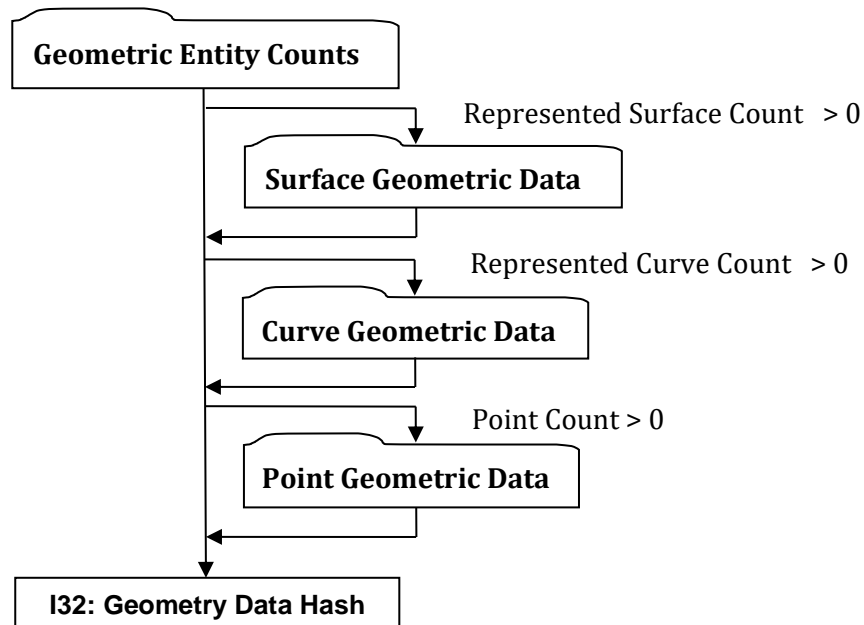 Geometric Entity Counts
Represented Surface Count > 0
Surface Geometric Data
Represented Curve Count > 0
Curve Geometric Data
Point Count > 0
Point Geometric Data
I32: Geometry Data Hash